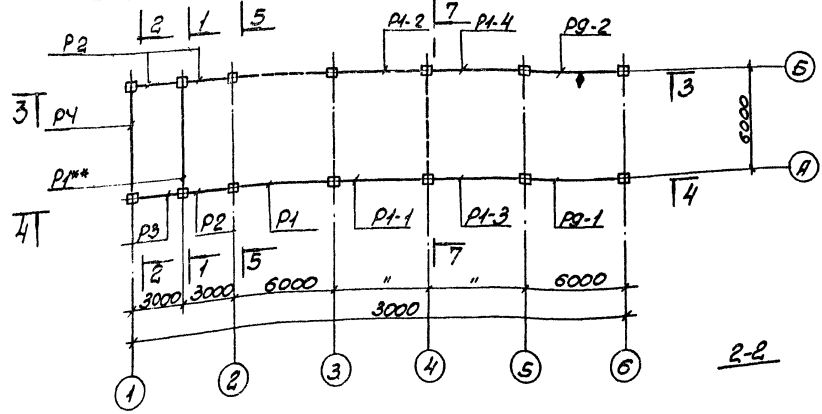 2 1 5 Р1-2 7 Р1-4 Р9-2
Р2
Б
3 3
Р4 6000
Р1** А
4 4
Р3 Р2 Р1 Р1-1 Р1-3 Р9-1
2 1 5 7
3000 3000 6000 " " 6000
3000
1 2 3 4 5 6
2-2